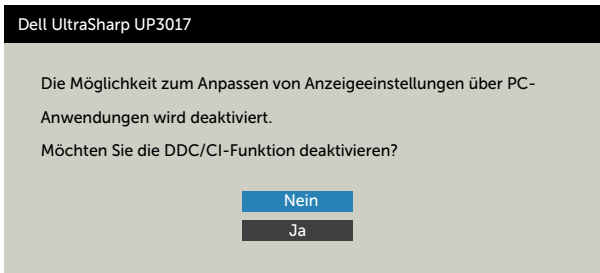 Dell UltraSharp UP3017
Die Möglichkeit zum Anpassen von Anzeigeeinstellungen über PC-
Anwendungen wird deaktiviert.
Möchten Sie die DDC/CI-Funktion deaktivieren?
Nein
Ja